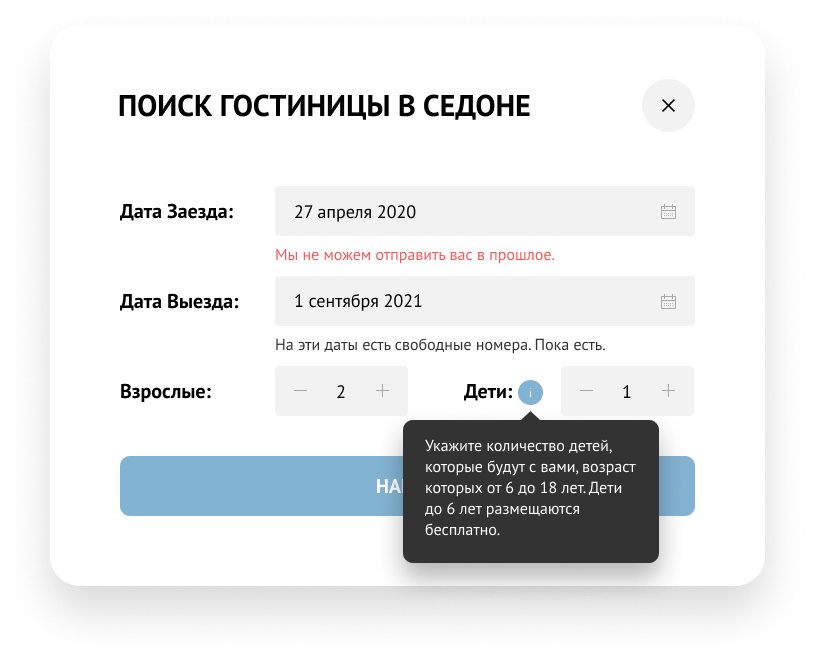 ПОИСК ГОСТИНИЦЫ В СЕДОНЕ
Дата Заезда:
27 апреля 2020
Мы не можем отправить вас в прошлое.
Дата Выезда:
1 сентября 2021
На эти даты есть свободные номера. Пока есть.
Взрослые:
2
Дети:
i
1
Укажите количество детей,
которые будут с вами, возраст
которых от 6 до 18 лет. Дети
до 6 лет размещаются
бесплатно.